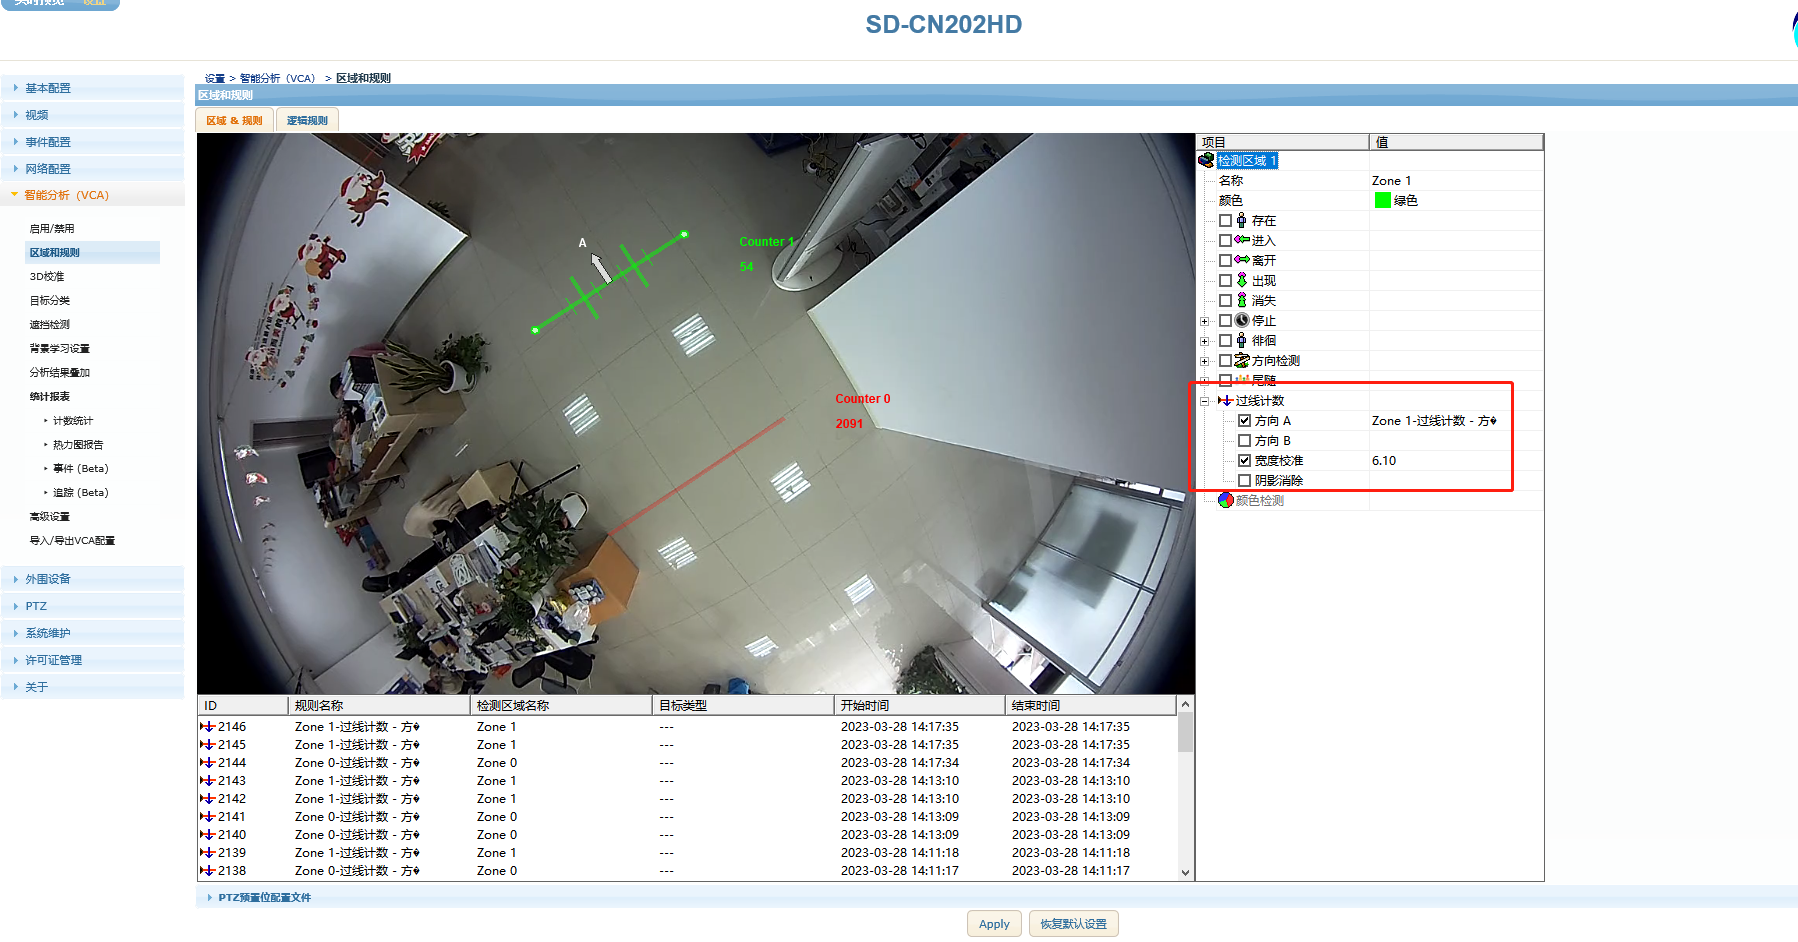 实时预览 设置
SD-CN202HD
基本配置
视频
事件配置
网络配置
智能分析（VCA）
启用/禁用
区域和规则
3D校准
目标分类
遮挡检测
背景学习设置
分析结果叠加
统计报表
计数统计
热力图报告
事件 (Beta)
追踪 (Beta)
高级设置
导入/导出VCA配置
外围设备
PTZ
系统维护
许可证管理
关于
设置 > 智能分析（VCA） > 区域和规则
区域和规则
区域 & 规则 逻辑规则
A
Counter 1
54
Counter 0
2091
项目 值
检测区域 1
名称 Zone 1
颜色 绿色
存在
进入
离开
出现
消失
停止
徘徊
方向检测
尾随
过线计数
方向 A Zone 1-过线计数 - 方�
方向 B
宽度校准 6.10
阴影消除
颜色检测
ID 规则名称 检测区域名称 目标类型 开始时间 结束时间
2146 Zone 1-过线计数 - 方� Zone 1 --- 2023-03-28 14:17:35 2023-03-28 14:17:35
2145 Zone 1-过线计数 - 方� Zone 1 --- 2023-03-28 14:17:35 2023-03-28 14:17:35
2144 Zone 0-过线计数 - 方� Zone 0 --- 2023-03-28 14:17:34 2023-03-28 14:17:34
2143 Zone 1-过线计数 - 方� Zone 1 --- 2023-03-28 14:13:10 2023-03-28 14:13:10
2142 Zone 1-过线计数 - 方� Zone 1 --- 2023-03-28 14:13:10 2023-03-28 14:13:10
2141 Zone 0-过线计数 - 方� Zone 0 --- 2023-03-28 14:13:09 2023-03-28 14:13:09
2140 Zone 0-过线计数 - 方� Zone 0 --- 2023-03-28 14:13:09 2023-03-28 14:13:09
2139 Zone 1-过线计数 - 方� Zone 1 --- 2023-03-28 14:11:18 2023-03-28 14:11:18
2138 Zone 0-过线计数 - 方� Zone 0 --- 2023-03-28 14:11:17 2023-03-28 14:11:17
PTZ预置位配置文件
Apply 恢复默认设置